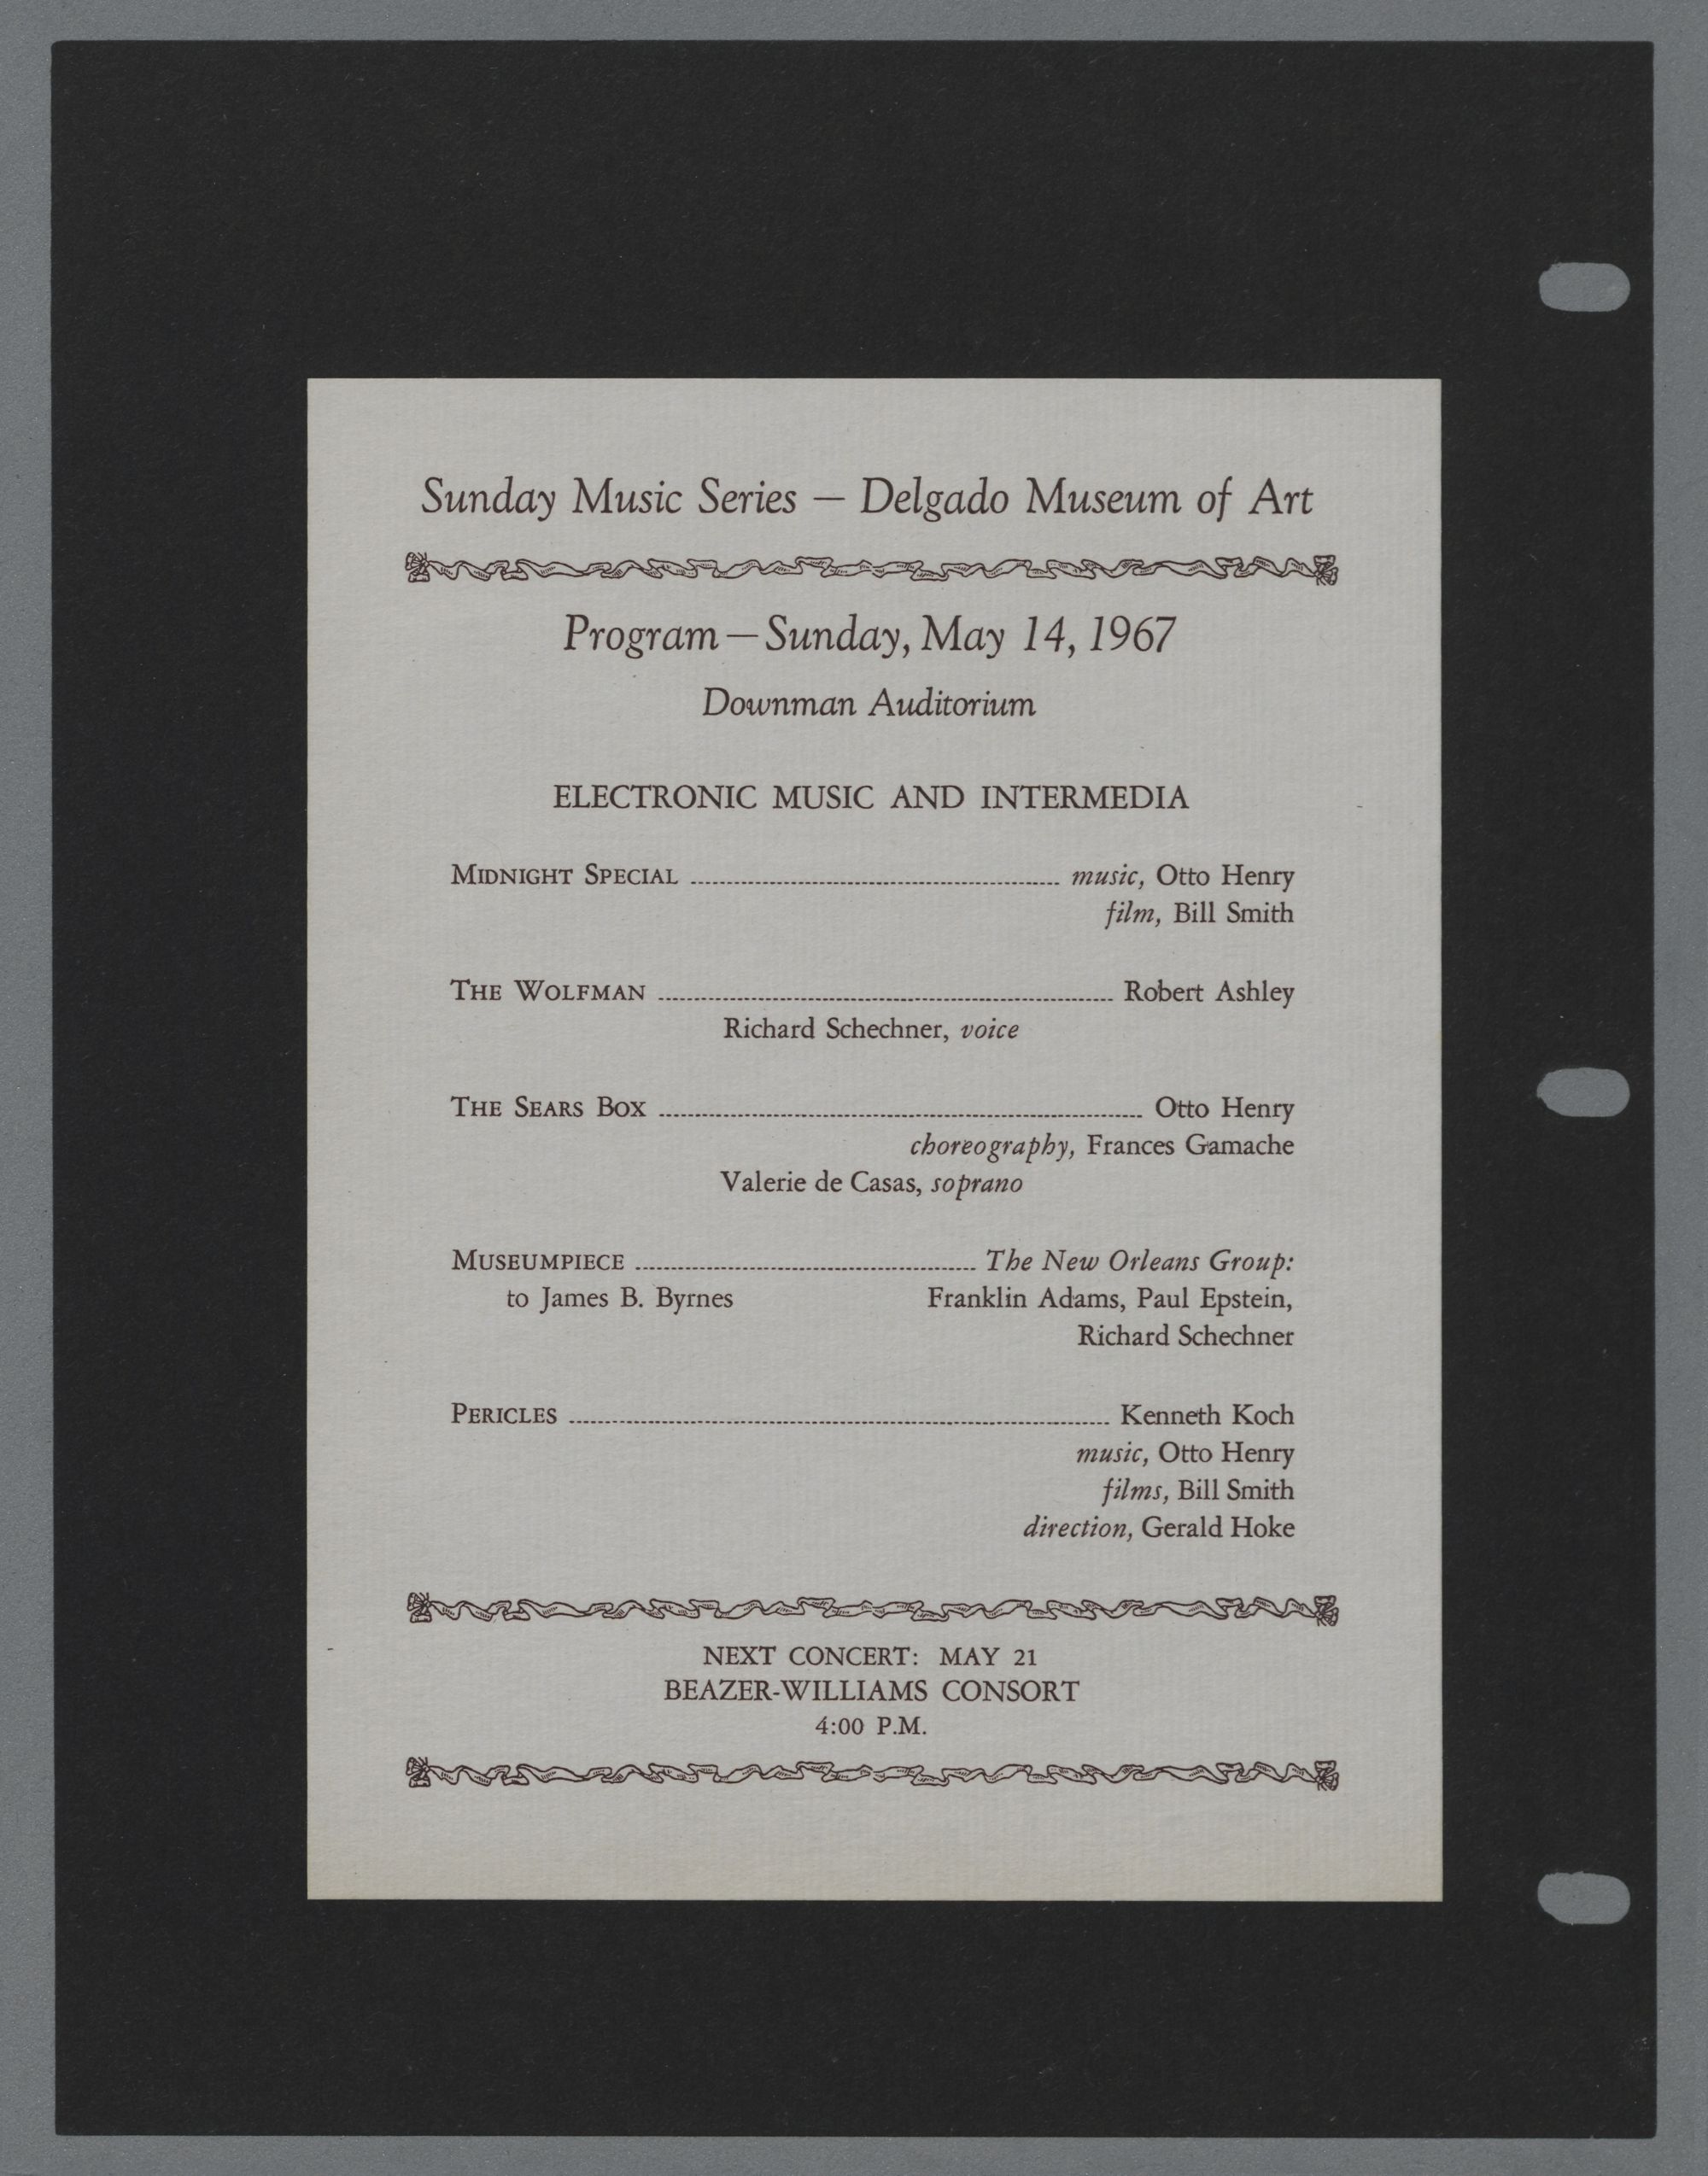 Sunday Music Series — Delgado Museum of Art
Program — Sunday, May 14, 1967
Downman Auditorium
ELECTRONIC MUSIC AND INTERMEDIA
MIDNIGHT SPECIAL ........ music, Otto Henry
film, Bill Smith
THE WOLFMAN ........ Robert Ashley
Richard Schechner, voice
THE SEARS BOX ........ Otto Henry
choreography, Frances Gamache
Valerie de Casas, soprano
MUSEUMPIECE ........ The New Orleans Group:
to James B. Byrnes Franklin Adams, Paul Epstein,
Richard Schechner
PERICLES ........ Kenneth Koch
music, Otto Henry
films, Bill Smith
direction, Gerald Hoke
NEXT CONCERT: MAY 21
BEAZER-WILLIAMS CONSORT
4:00 P.M.